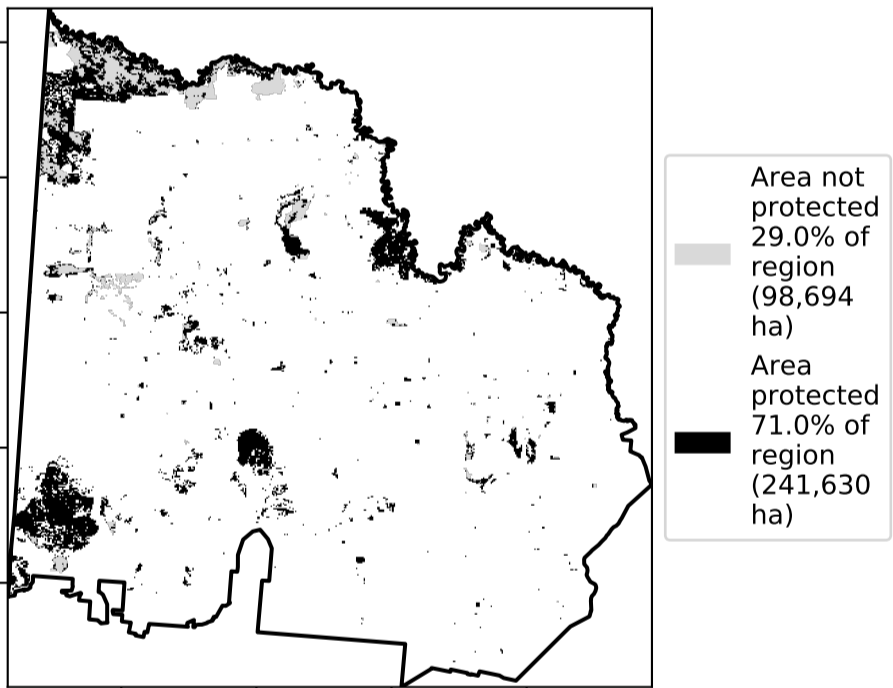 Area not
protected
29.0% of
region
(98,694
ha)
Area
protected
71.0% of
region
(241,630
ha)